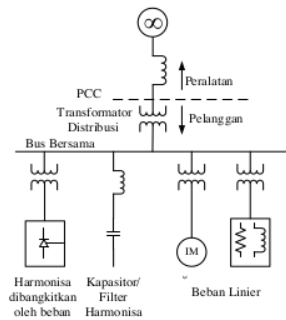 ∞
Peralatan
PCC
Transformator
Distribusi
Pelanggan
Bus Bersama
IM
Harmonisa
dibangkitkan
oleh beban
Kapasitor/
Filter
Harmonisa
Beban Linier